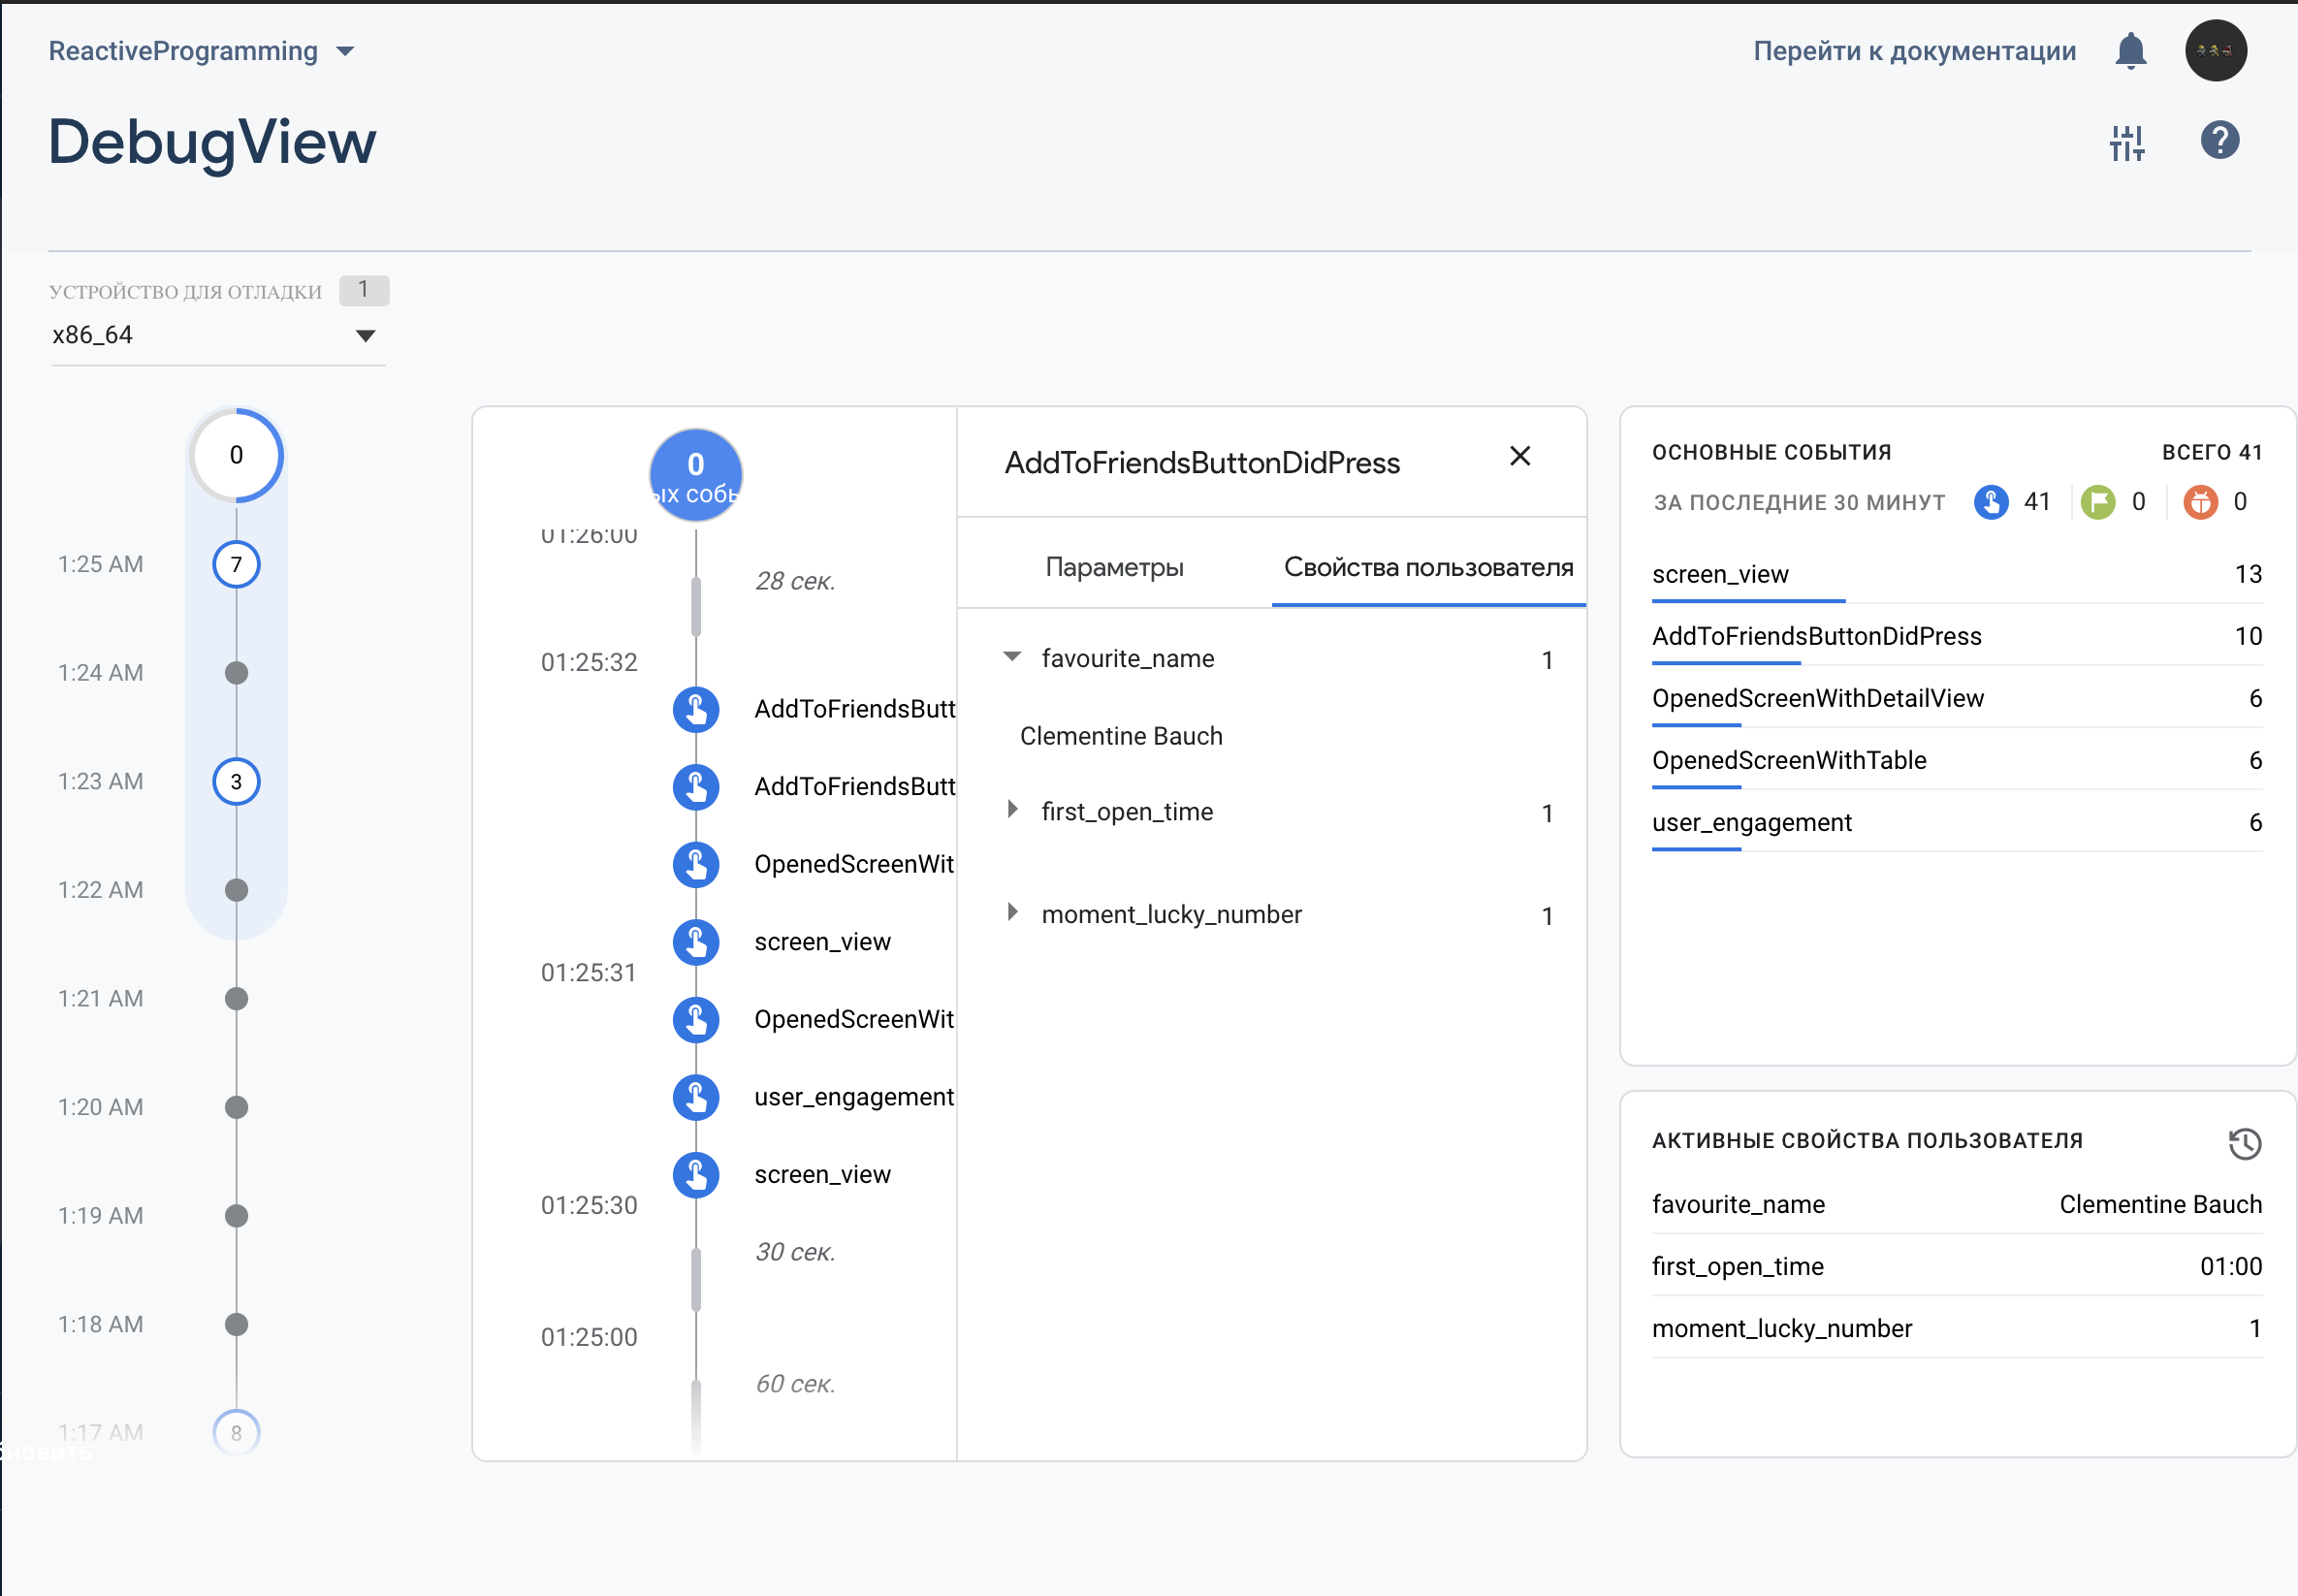 ReactiveProgramming
Перейти к документации
DebugView
УСТРОЙСТВО ДЛЯ ОТЛАДКИ 1
x86_64
0
1:25 AM 7
1:24 AM
1:23 AM 3
1:22 AM
1:21 AM
1:20 AM
1:19 AM
1:18 AM
1:17 AM 8
новить
0
ых собы
01:26:00
28 сек.
01:25:32
AddToFriendsButt
AddToFriendsButt
OpenedScreenWit
screen_view
01:25:31
OpenedScreenWit
user_engagement
screen_view
01:25:30
30 сек.
01:25:00
60 сек.
AddToFriendsButtonDidPress
Параметры Свойства пользователя
favourite_name 1
Clementine Bauch
first_open_time 1
moment_lucky_number 1
ОСНОВНЫЕ СОБЫТИЯ ВСЕГО 41
ЗА ПОСЛЕДНИЕ 30 МИНУТ 41 0 0
screen_view 13
AddToFriendsButtonDidPress 10
OpenedScreenWithDetailView 6
OpenedScreenWithTable 6
user_engagement 6
АКТИВНЫЕ СВОЙСТВА ПОЛЬЗОВАТЕЛЯ
favourite_name Clementine Bauch
first_open_time 01:00
moment_lucky_number 1